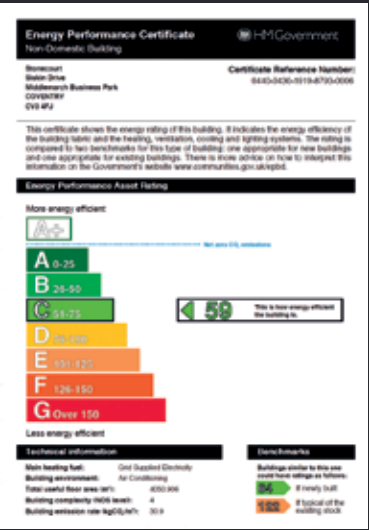 Energy Performance Certificate
HM Government
Non-Domestic Building
Stonecourt
Siskin Drive
Middlemarch Business Park
COVENTRY
CV3 4FJ
Certificate Reference Number:
This certificate shows the energy rating of this building. It indicates the energy efficiency of
the building fabric and the heating, ventilation, cooling and lighting systems. The rating is
compared to two benchmarks for this type of building: one appropriate for new buildings
and one appropriate for existing buildings. There is more advice on how to interpret this
information on the Government's website www.communities.gov.uk/epbd.
Energy Performance Asset Rating
More energy efficient
A+
Net zero CO₂ emissions
A 0-25
B 26-50
C 51-75
59
This is how energy efficient
the building is.
D 76-100
E 101-125
F 126-150
G Over 150
Less energy efficient
Technical information
Main heating fuel: Grid Supplied Electricity
Building environment: Air Conditioning
Total useful floor area (m²):
Building complexity (NOS level): 4
Building emission rate (kgCO₂/m²): 30.9
Benchmarks
Buildings similar to this one
could have ratings as follows:
If newly built
If typical of the
existing stock